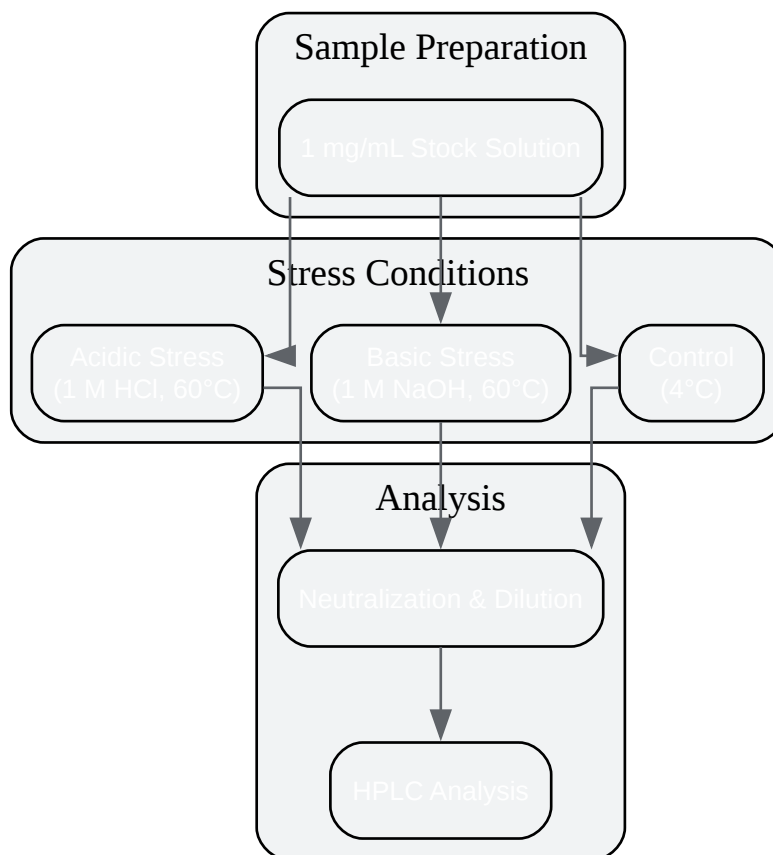 Sample Preparation
1 mg/mL Stock Solution
Stress Conditions
Acidic Stress
(1 M HCl, 60°C)
Basic Stress
(1 M NaOH, 60°C)
Control
(4°C)
Analysis
Neutralization & Dilution
HPLC Analysis